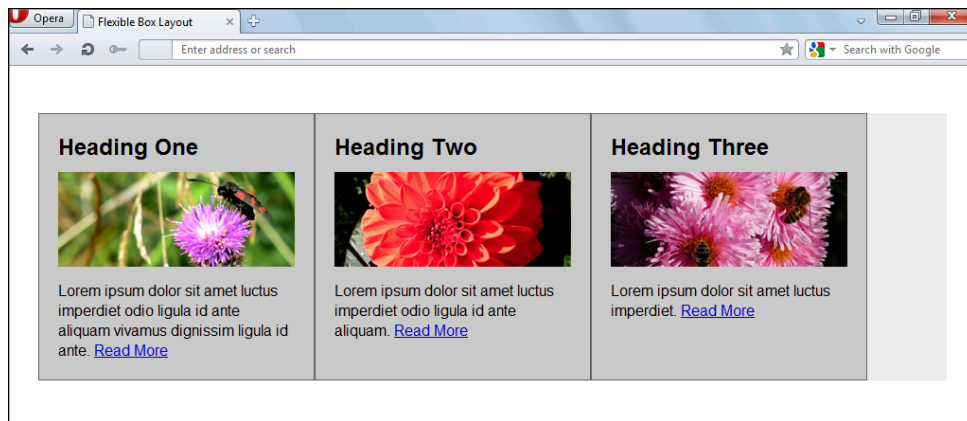 Opera
Flexible Box Layout
Enter address or search
Search with Google
Heading One
Lorem ipsum dolor sit amet luctus
imperdiet odio ligula id ante
aliquam vivamus dignissim ligula id
ante. Read More
Heading Two
Lorem ipsum dolor sit amet luctus
imperdiet odio ligula id ante
aliquam. Read More
Heading Three
Lorem ipsum dolor sit amet luctus
imperdiet. Read More